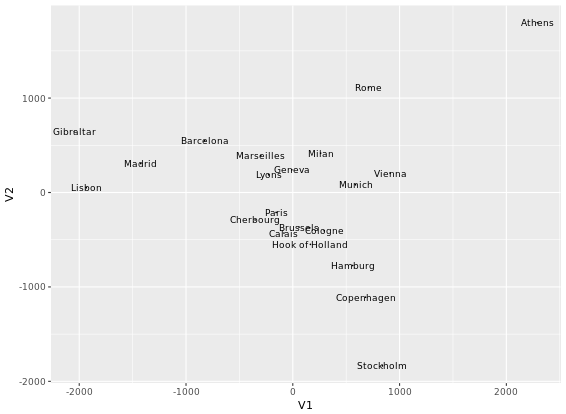 Athens
Rome
1000
Gibraltar
Barcelona
Marseilles
Milan
Madrid
Geneva
Lyons
Vienna
Munich
Lisbon
0
V2
Paris
Cherbourg
Brussels
Calais
Cologne
Hook of Holland
Hamburg
-1000
Copenhagen
Stockholm
-2000
-2000 -1000 0 1000 2000
V1